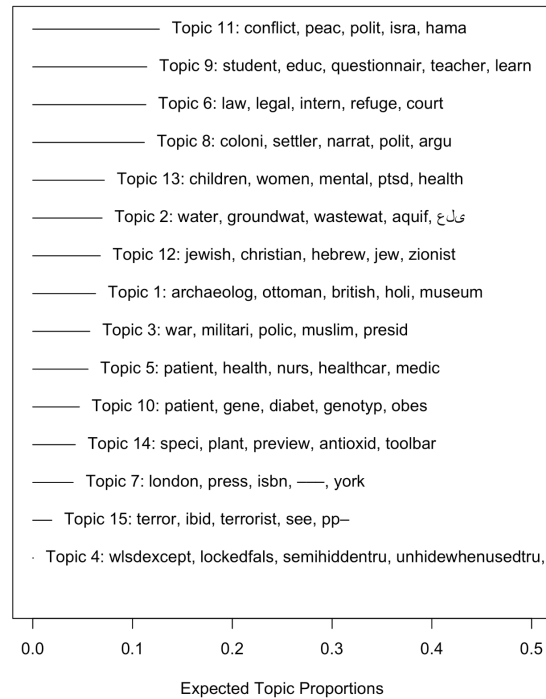 Topic 11: conflict, peac, polit, isra, hama
Topic 9: student, educ, questionnair, teacher, learn
Topic 6: law, legal, intern, refuge, court
Topic 8: coloni, settler, narrat, polit, argu
Topic 13: children, women, mental, ptsd, health
Topic 2: water, groundwat, wastewat, aquif, ىلع
Topic 12: jewish, christian, hebrew, jew, zionist
Topic 1: archaeolog, ottoman, british, holi, museum
Topic 3: war, militari, polic, muslim, presid
Topic 5: patient, health, nurs, healthcar, medic
Topic 10: patient, gene, diabet, genotyp, obes
Topic 14: speci, plant, preview, antioxid, toolbar
Topic 7: london, press, isbn, ——, york
Topic 15: terror, ibid, terrorist, see, pp–
Topic 4: wlsdexcept, lockedfals, semihiddentru, unhidewhenusedtru,
0.0 0.1 0.2 0.3 0.4 0.5
Expected Topic Proportions